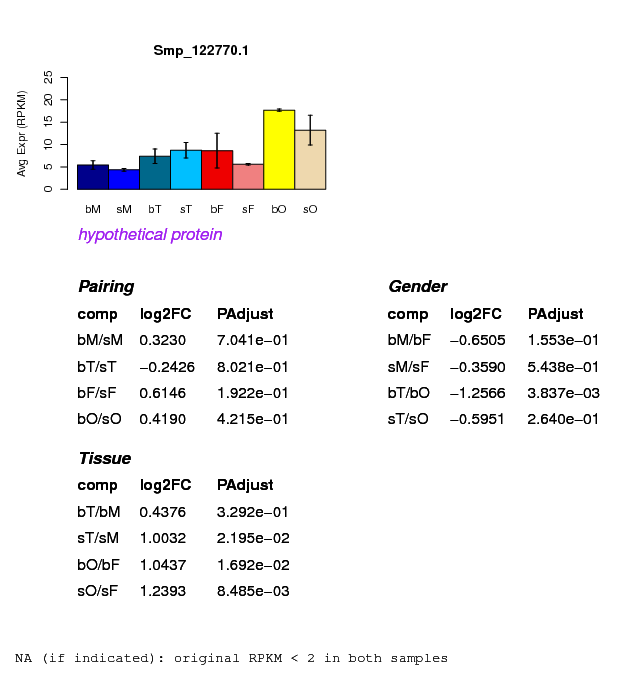 Smp_122770.1
Avg Expr (RPKM)
25
20
15
10
5
0
bM sM bT sT bF sF bO sO
hypothetical protein
Pairing
comp log2FC PAdjust
bM/sM 0.3230 7.041e−01
bT/sT −0.2426 8.021e−01
bF/sF 0.6146 1.922e−01
bO/sO 0.4190 4.215e−01
Gender
comp log2FC PAdjust
bM/bF −0.6505 1.553e−01
sM/sF −0.3590 5.438e−01
bT/bO −1.2566 3.837e−03
sT/sO −0.5951 2.640e−01
Tissue
comp log2FC PAdjust
bT/bM 0.4376 3.292e−01
sT/sM 1.0032 2.195e−02
bO/bF 1.0437 1.692e−02
sO/sF 1.2393 8.485e−03
NA (if indicated): original RPKM < 2 in both samples